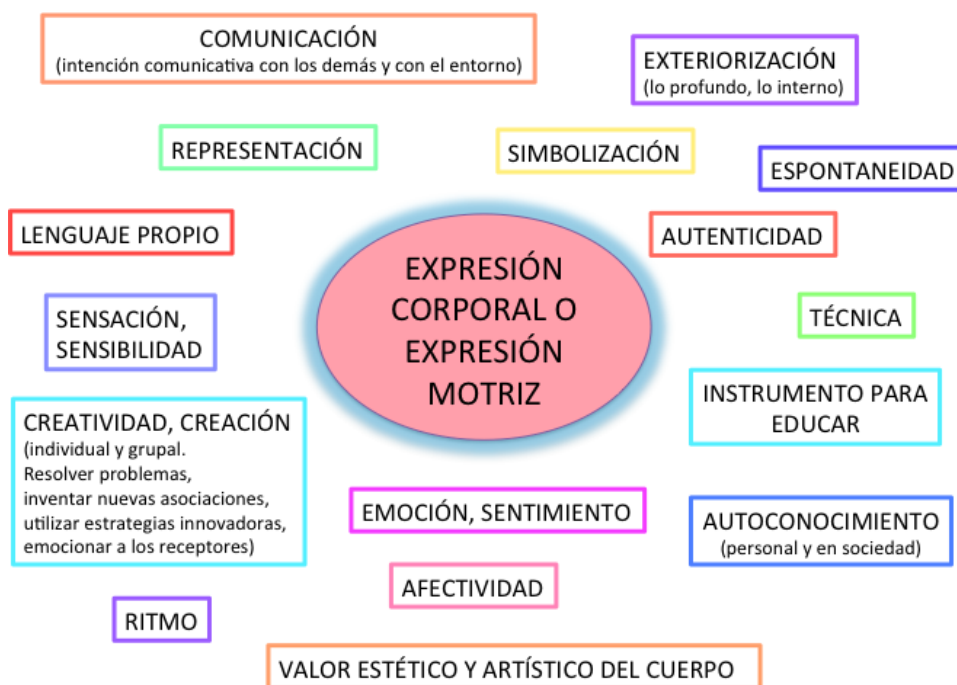 COMUNICACIÓN
(intención comunicativa con los demás y con el entorno)
EXTERIORIZACIÓN
(lo profundo, lo interno)
REPRESENTACIÓN
SIMBOLIZACIÓN
ESPONTANEIDAD
LENGUAJE PROPIO
AUTENTICIDAD
EXPRESIÓN
CORPORAL O
EXPRESIÓN
MOTRIZ
SENSACIÓN,
SENSIBILIDAD
TÉCNICA
INSTRUMENTO PARA
EDUCAR
CREATIVIDAD, CREACIÓN
(individual y grupal.
Resolver problemas,
inventar nuevas asociaciones,
utilizar estrategias innovadoras,
emocionar a los receptores)
EMOCIÓN, SENTIMIENTO
AUTOCONOCIMIENTO
(personal y en sociedad)
AFECTIVIDAD
RITMO
VALOR ESTÉTICO Y ARTÍSTICO DEL CUERPO